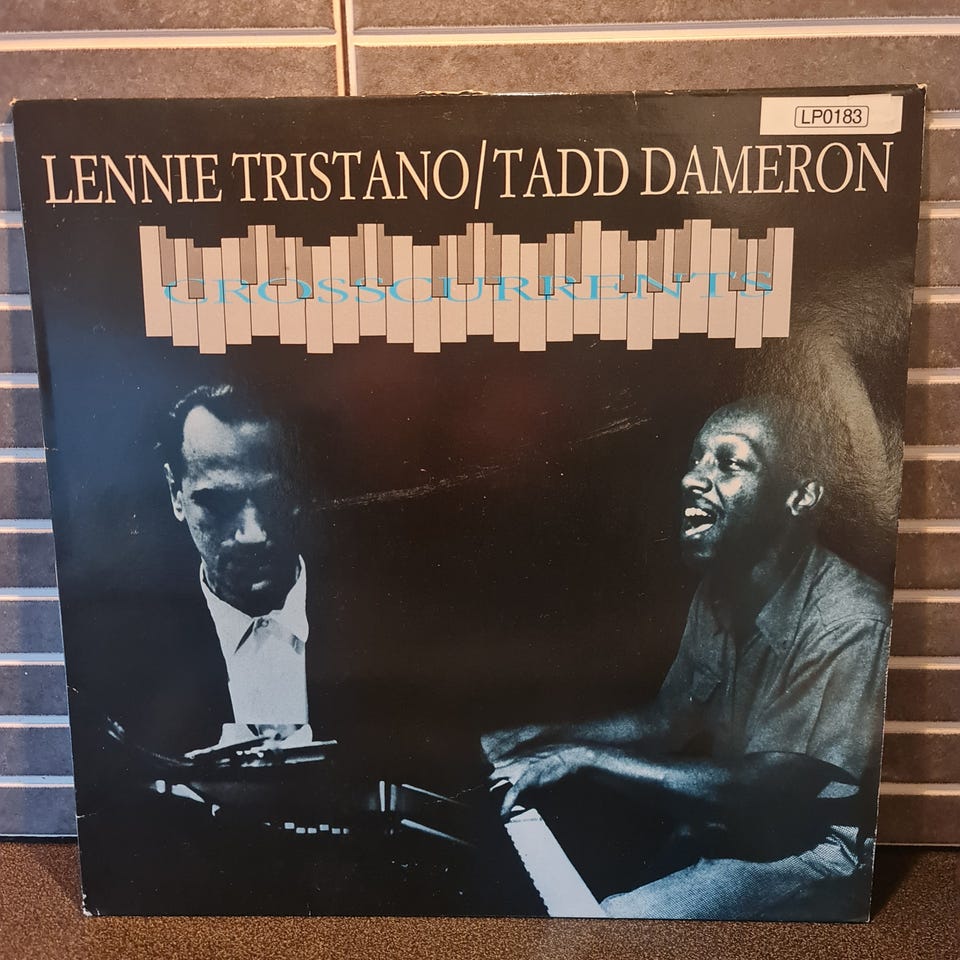 LP0183
LENNIE TRISTANO/TADD DAMERON
CROSSCURRENTS